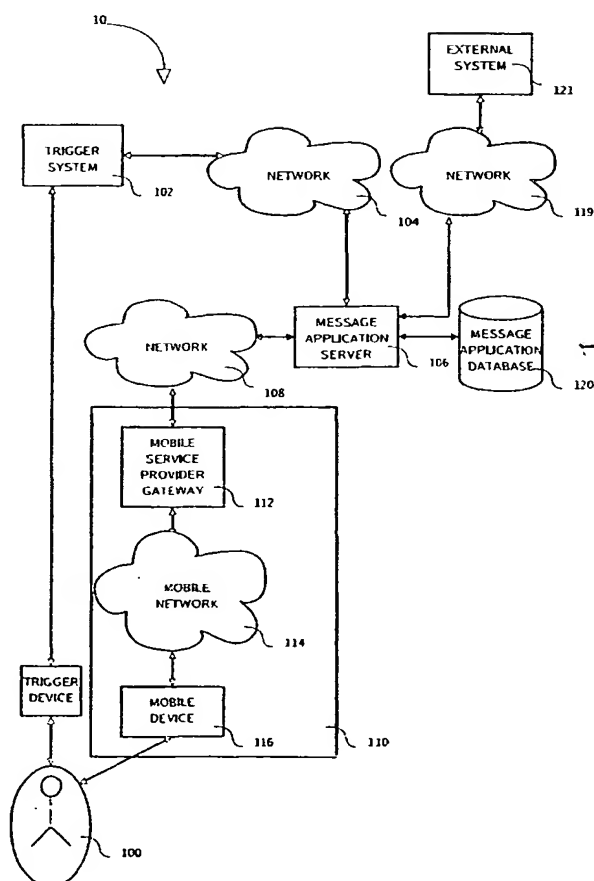 10
EXTERNAL
SYSTEM
121
TRIGGER
SYSTEM
102
NETWORK
104
NETWORK
119
NETWORK
108
MESSAGE
APPLICATION
SERVER
106
MESSAGE
APPLICATION
DATABASE
120
MOBILE
SERVICE
PROVIDER
GATEWAY
112
MOBILE
NETWORK
114
TRIGGER
DEVICE
MOBILE
DEVICE
116
110
100